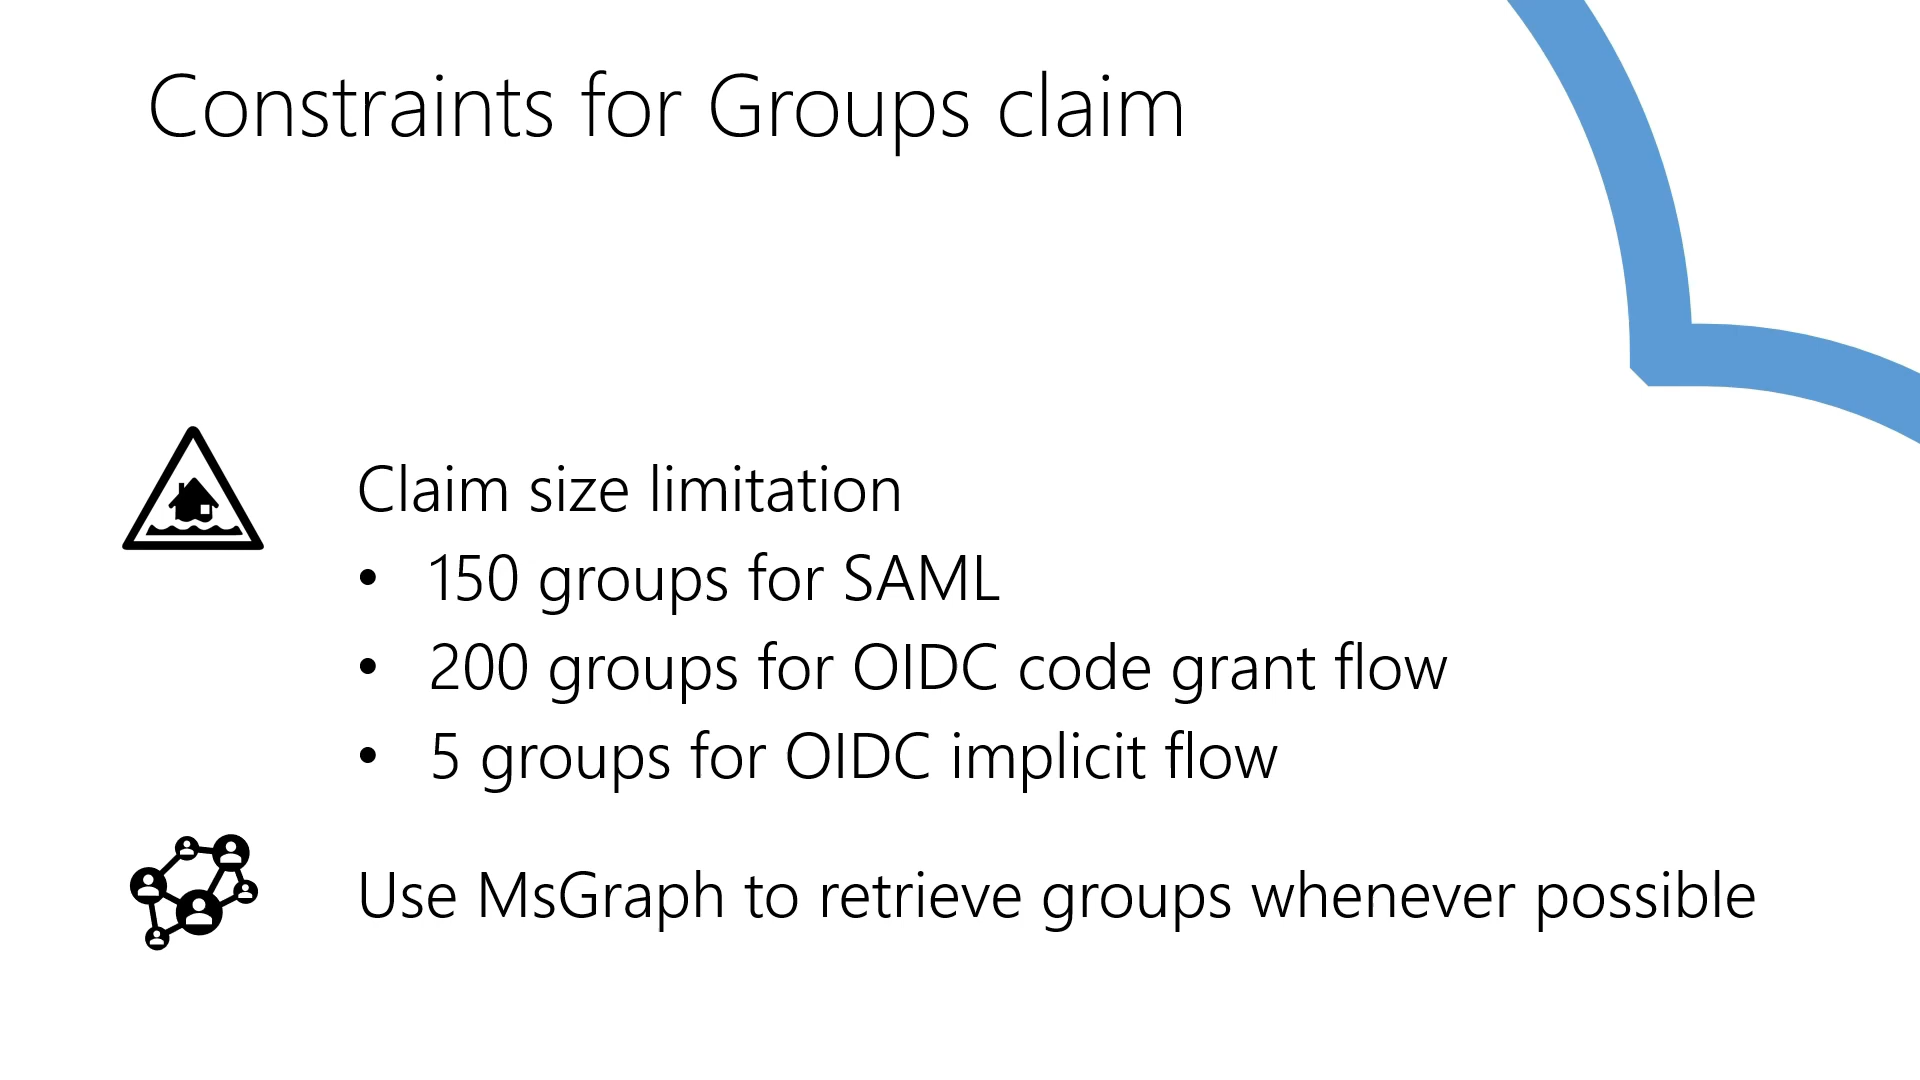 Constraints for Groups claim
Claim size limitation
• 150 groups for SAML
• 200 groups for OIDC code grant flow
• 5 groups for OIDC implicit flow
Use MsGraph to retrieve groups whenever possible